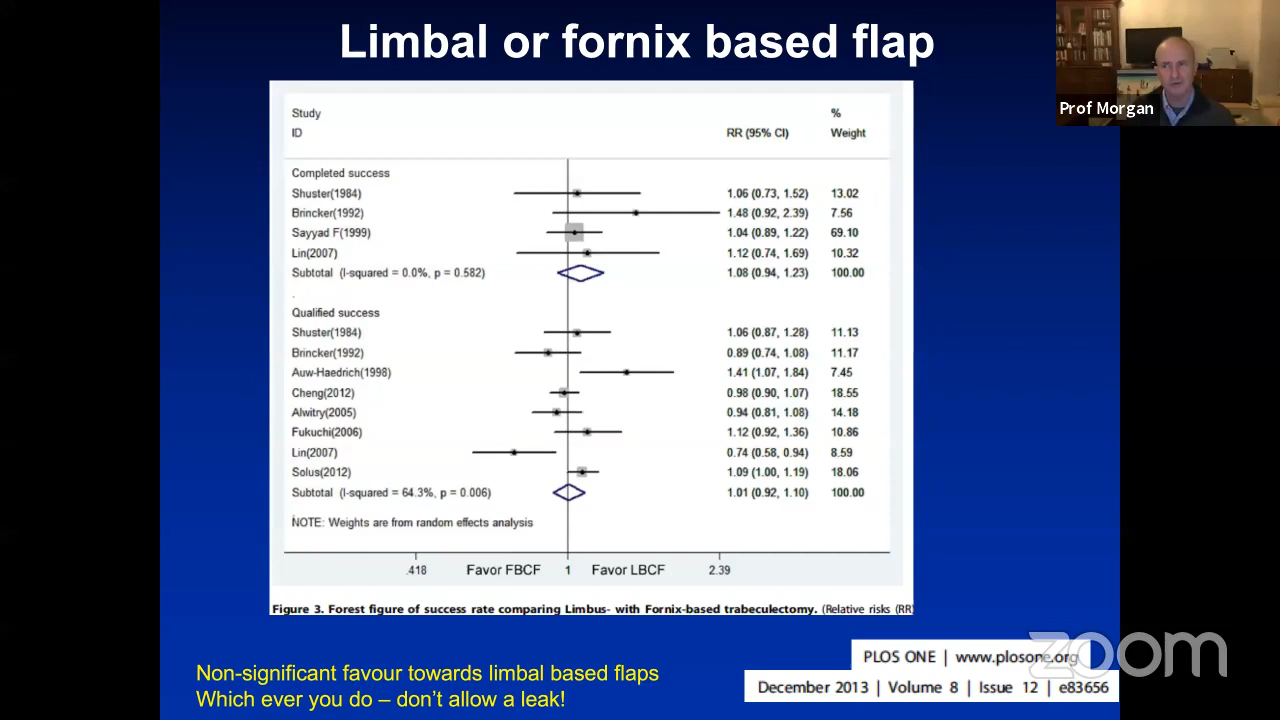 Limbal or fornix based flap
Prof Morgan
Study %
ID RR (95% CI) Weight
Completed success
Shuster(1984) 1.06 (0.73, 1.52) 13.02
Brincker(1992) 1.48 (0.92, 2.39) 7.56
Sayyad F(1999) 1.04 (0.89, 1.22) 69.10
Lin(2007) 1.12 (0.74, 1.69) 10.32
Subtotal (I-squared = 0.0%, p = 0.582) 1.08 (0.94, 1.23) 100.00
.
Qualified success
Shuster(1984) 1.06 (0.87, 1.28) 11.13
Brincker(1992) 0.89 (0.74, 1.08) 11.17
Auw-Haedrich(1998) 1.41 (1.07, 1.84) 7.45
Cheng(2012) 0.98 (0.90, 1.07) 18.55
Alwitry(2005) 0.94 (0.81, 1.08) 14.18
Fukuchi(2006) 1.12 (0.92, 1.36) 10.86
Lin(2007) 0.74 (0.58, 0.94) 8.59
Solus(2012) 1.09 (1.00, 1.19) 18.06
Subtotal (I-squared = 64.3%, p = 0.006) 1.01 (0.92, 1.10) 100.00
NOTE: Weights are from random effects analysis
.418 Favor FBCF 1 Favor LBCF 2.39
Figure 3. Forest figure of success rate comparing Limbus- with Fornix-based trabeculectomy. (Relative risks (RR)
zoom
PLOS ONE | www.plosone.org
December 2013 | Volume 8 | Issue 12 | e83656
Non-significant favour towards limbal based flaps
Which ever you do – don't allow a leak!